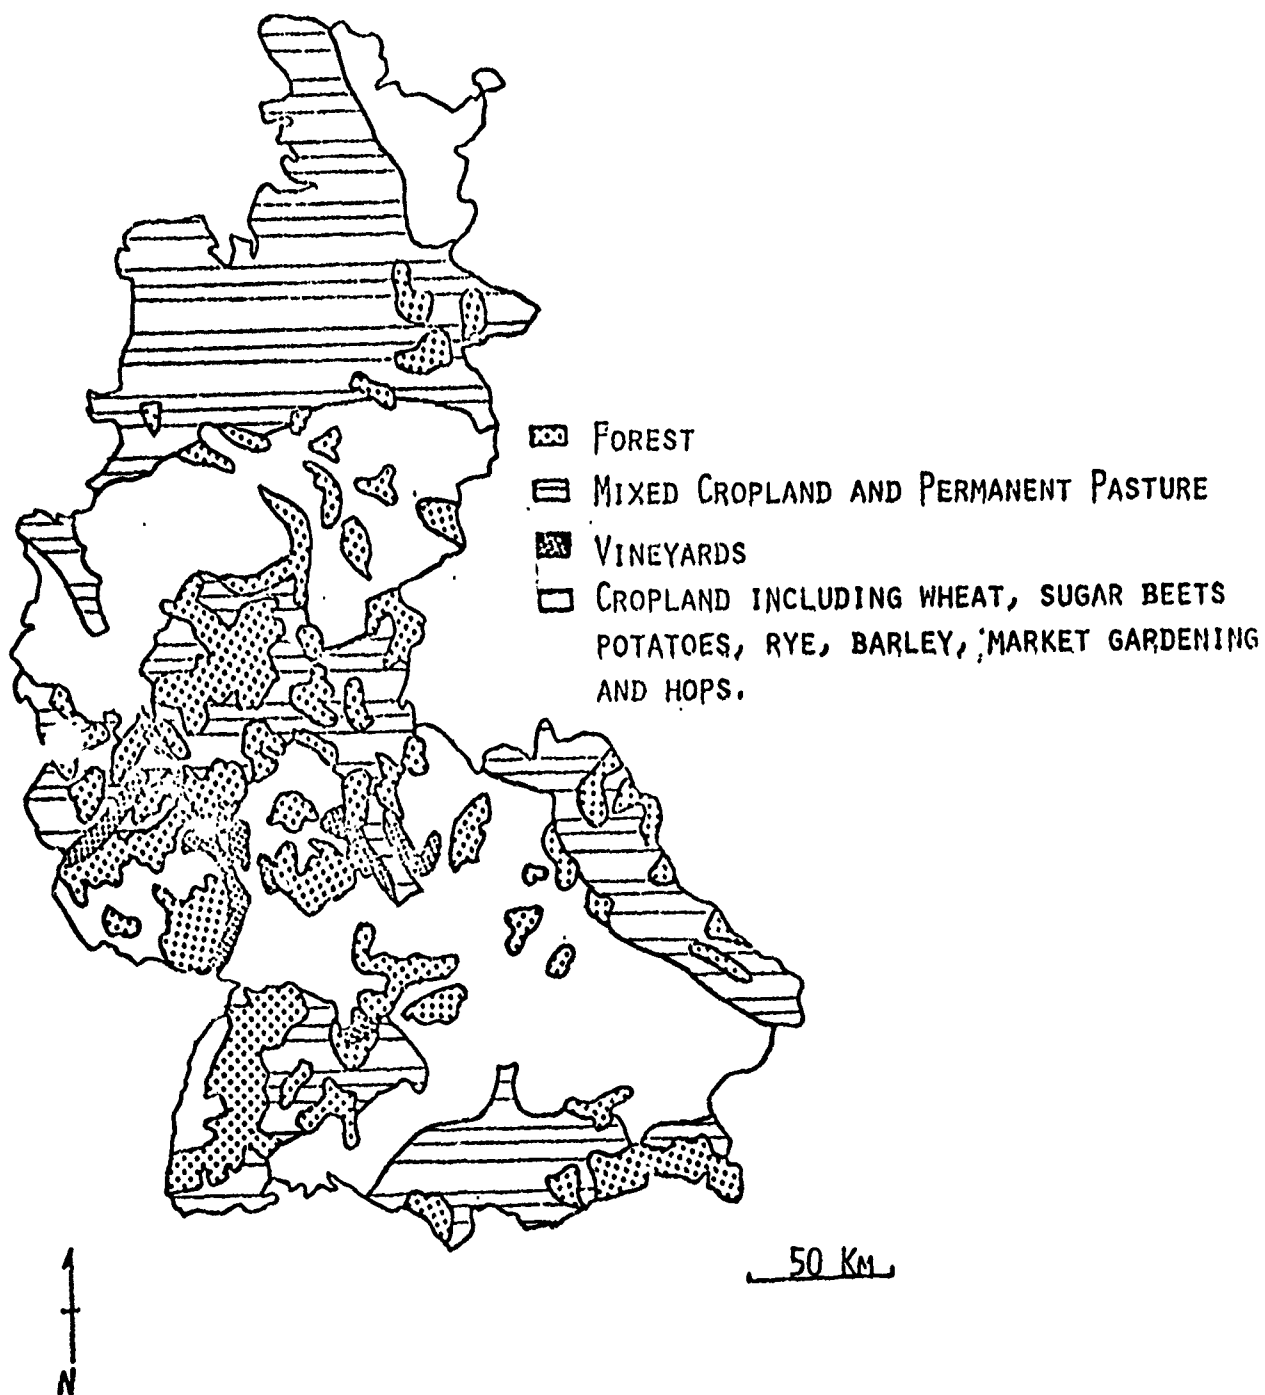 FOREST
MIXED CROPLAND AND PERMANENT PASTURE
VINEYARDS
CROPLAND INCLUDING WHEAT, SUGAR BEETS
POTATOES, RYE, BARLEY, MARKET GARDENING
AND HOPS.
50 KM
N